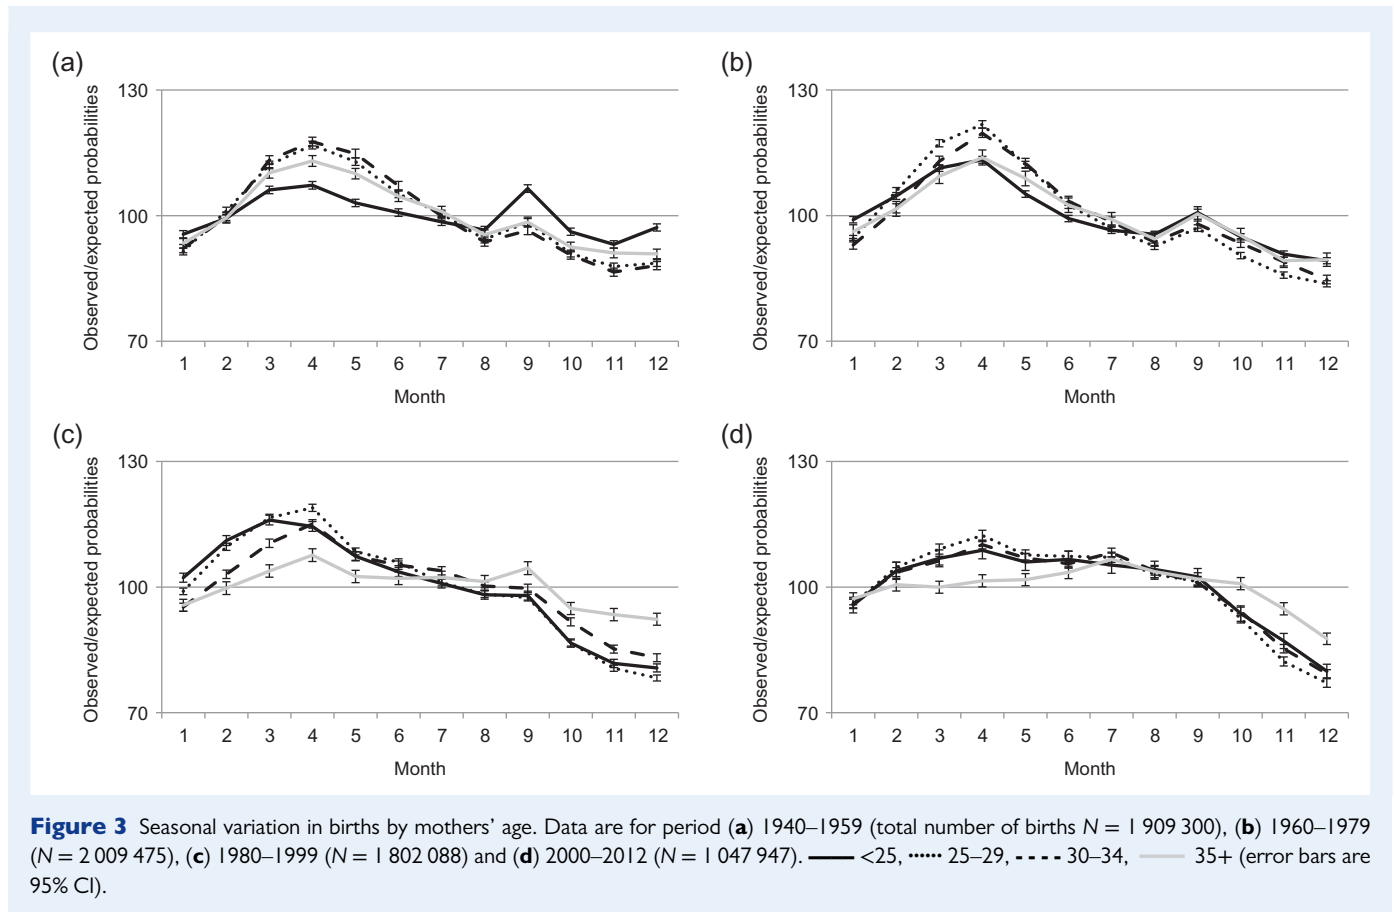 (a)
130
100
70
Observed/expected probabilities
1 2 3 4 5 6 7 8 9 10 11 12
Month
(b)
130
100
70
Observed/expected probabilities
1 2 3 4 5 6 7 8 9 10 11 12
Month
(c)
130
100
70
Observed/expected probabilities
1 2 3 4 5 6 7 8 9 10 11 12
Month
(d)
130
100
70
Observed/expected probabilities
1 2 3 4 5 6 7 8 9 10 11 12
Month
Figure 3 Seasonal variation in births by mothers' age. Data are for period (a) 1940–1959 (total number of births N = 1 909 300), (b) 1960–1979
(N = 2 009 475), (c) 1980–1999 (N = 1 802 088) and (d) 2000–2012 (N = 1 047 947). <25, 25–29, 30–34, 35+ (error bars are
95% CI).